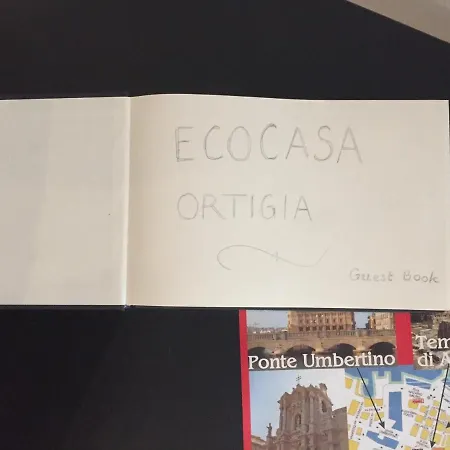 ECOCASA
ORTIGIA
Guest Book
Ponte Umbertino
Tem
di A